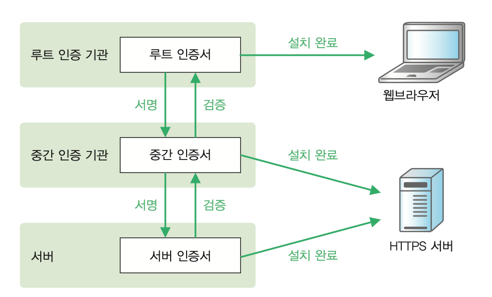 루트 인증 기관
루트 인증서
설치 완료
웹브라우저
서명
검증
중간 인증 기관
중간 인증서
설치 완료
서명
검증
HTTPS 서버
서버
서버 인증서
설치 완료